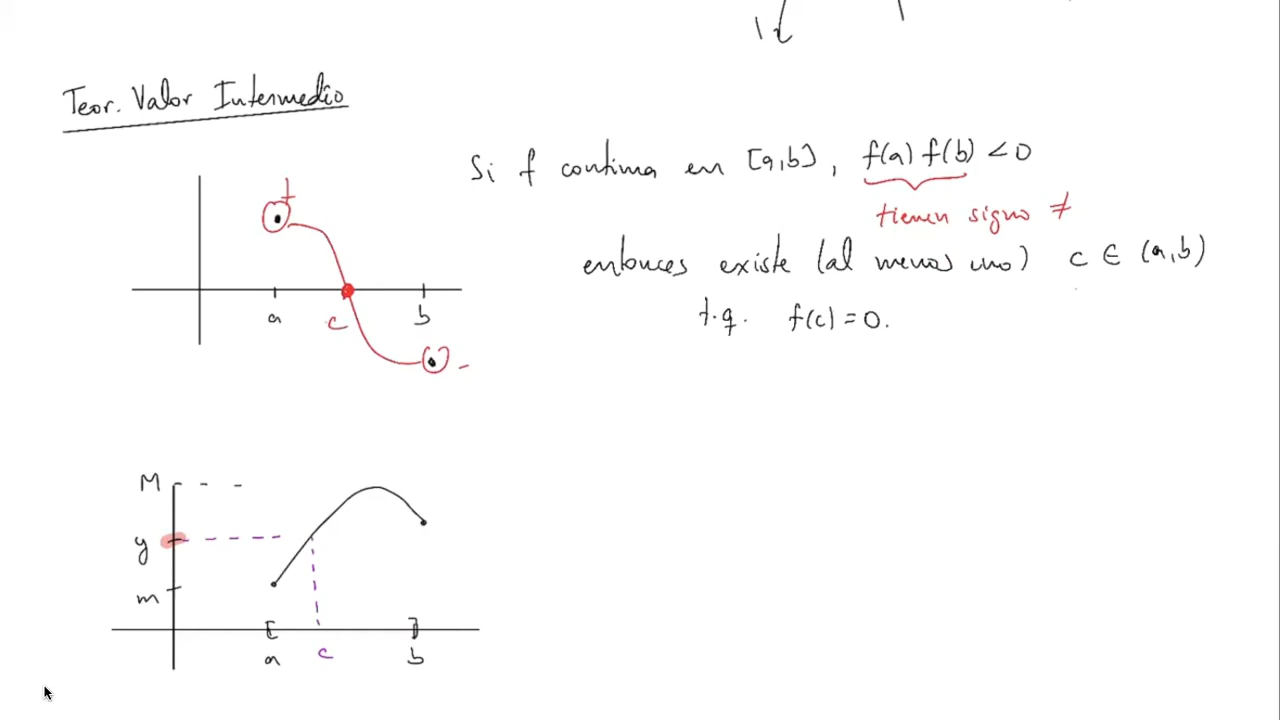 Teor. Valor Intermedio
Si f continua en [a,b], f(a) f(b) < 0
tienen signo ≠
entonces existe (al menos uno) c ∈ (a,b)
t.q. f(c) = 0.
+
a c b
-
M
y
m
a c b